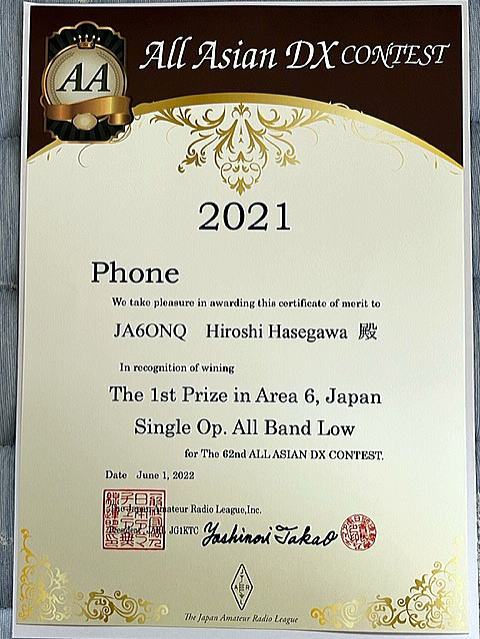 AA
All Asian DX CONTEST
2021
Phone
We take pleasure in awarding this certificate of merit to
JA6ONQ Hiroshi Hasegawa 殿
In recognition of wining
The 1st Prize in Area 6, Japan
Single Op. All Band Low
for The 62nd ALL ASIAN DX CONTEST.
Date June 1, 2022
The Japan Amateur Radio League,Inc.
President JARL JG1KTC Yoshinori Takao
The Japan Amateur Radio League